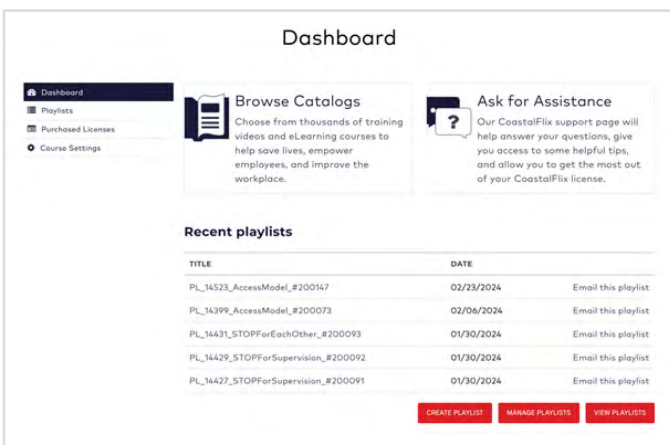 Dashboard
Dashboard
Playlists
Purchased Licenses
Course Settings
Browse Catalogs
Choose from thousands of training
videos and eLearning courses to
help save lives, empower
employees, and improve the
workplace.
?
Ask for Assistance
Our CoastalFlix support page will
help answer your questions, give
you access to some helpful tips,
and allow you to get the most out
of your CoastalFlix license.
Recent playlists
TITLE DATE
PL_14523_AccessModel_#200147 02/23/2024 Email this playlist
PL_14399_AccessModel_#200073 02/06/2024 Email this playlist
PL_14431_STOPForEachOther_#200093 01/30/2024 Email this playlist
PL_14429_STOPForSupervision_#200092 01/30/2024 Email this playlist
PL_14427_STOPForSupervision_#200091 01/30/2024 Email this playlist
CREATE PLAYLIST MANAGE PLAYLISTS VIEW PLAYLISTS